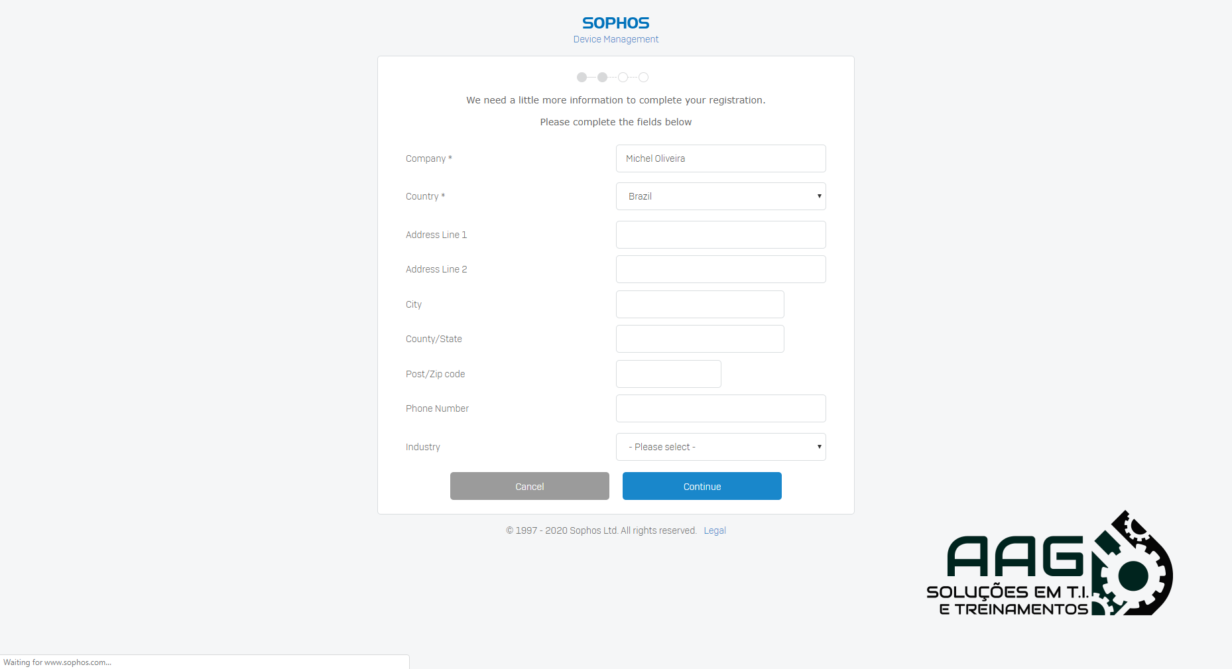 SOPHOS
Device Management
We need a little more information to complete your registration.
Please complete the fields below
Company *
Michel Oliveira
Country *
Brazil
Address Line 1
Address Line 2
City
County/State
Post/Zip code
Phone Number
Industry
- Please select -
Cancel
Continue
© 1997 - 2020 Sophos Ltd. All rights reserved. Legal
AAG
SOLUÇÕES EM T.I.
E TREINAMENTOS
Waiting for www.sophos.com...